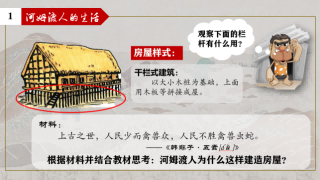 1 河姆渡人的生活
观察下面的栏
杆有什么用?
房屋样式:
干栏式建筑:
以大小木桩为基础，上面
用木板等拼接成屋。
材料:
上古之世，人民少而禽兽众，人民不胜禽兽虫蛇。
——《韩非子·五蠹
根据材料并结合教材思考：河姆渡人为什么这样建造房屋?